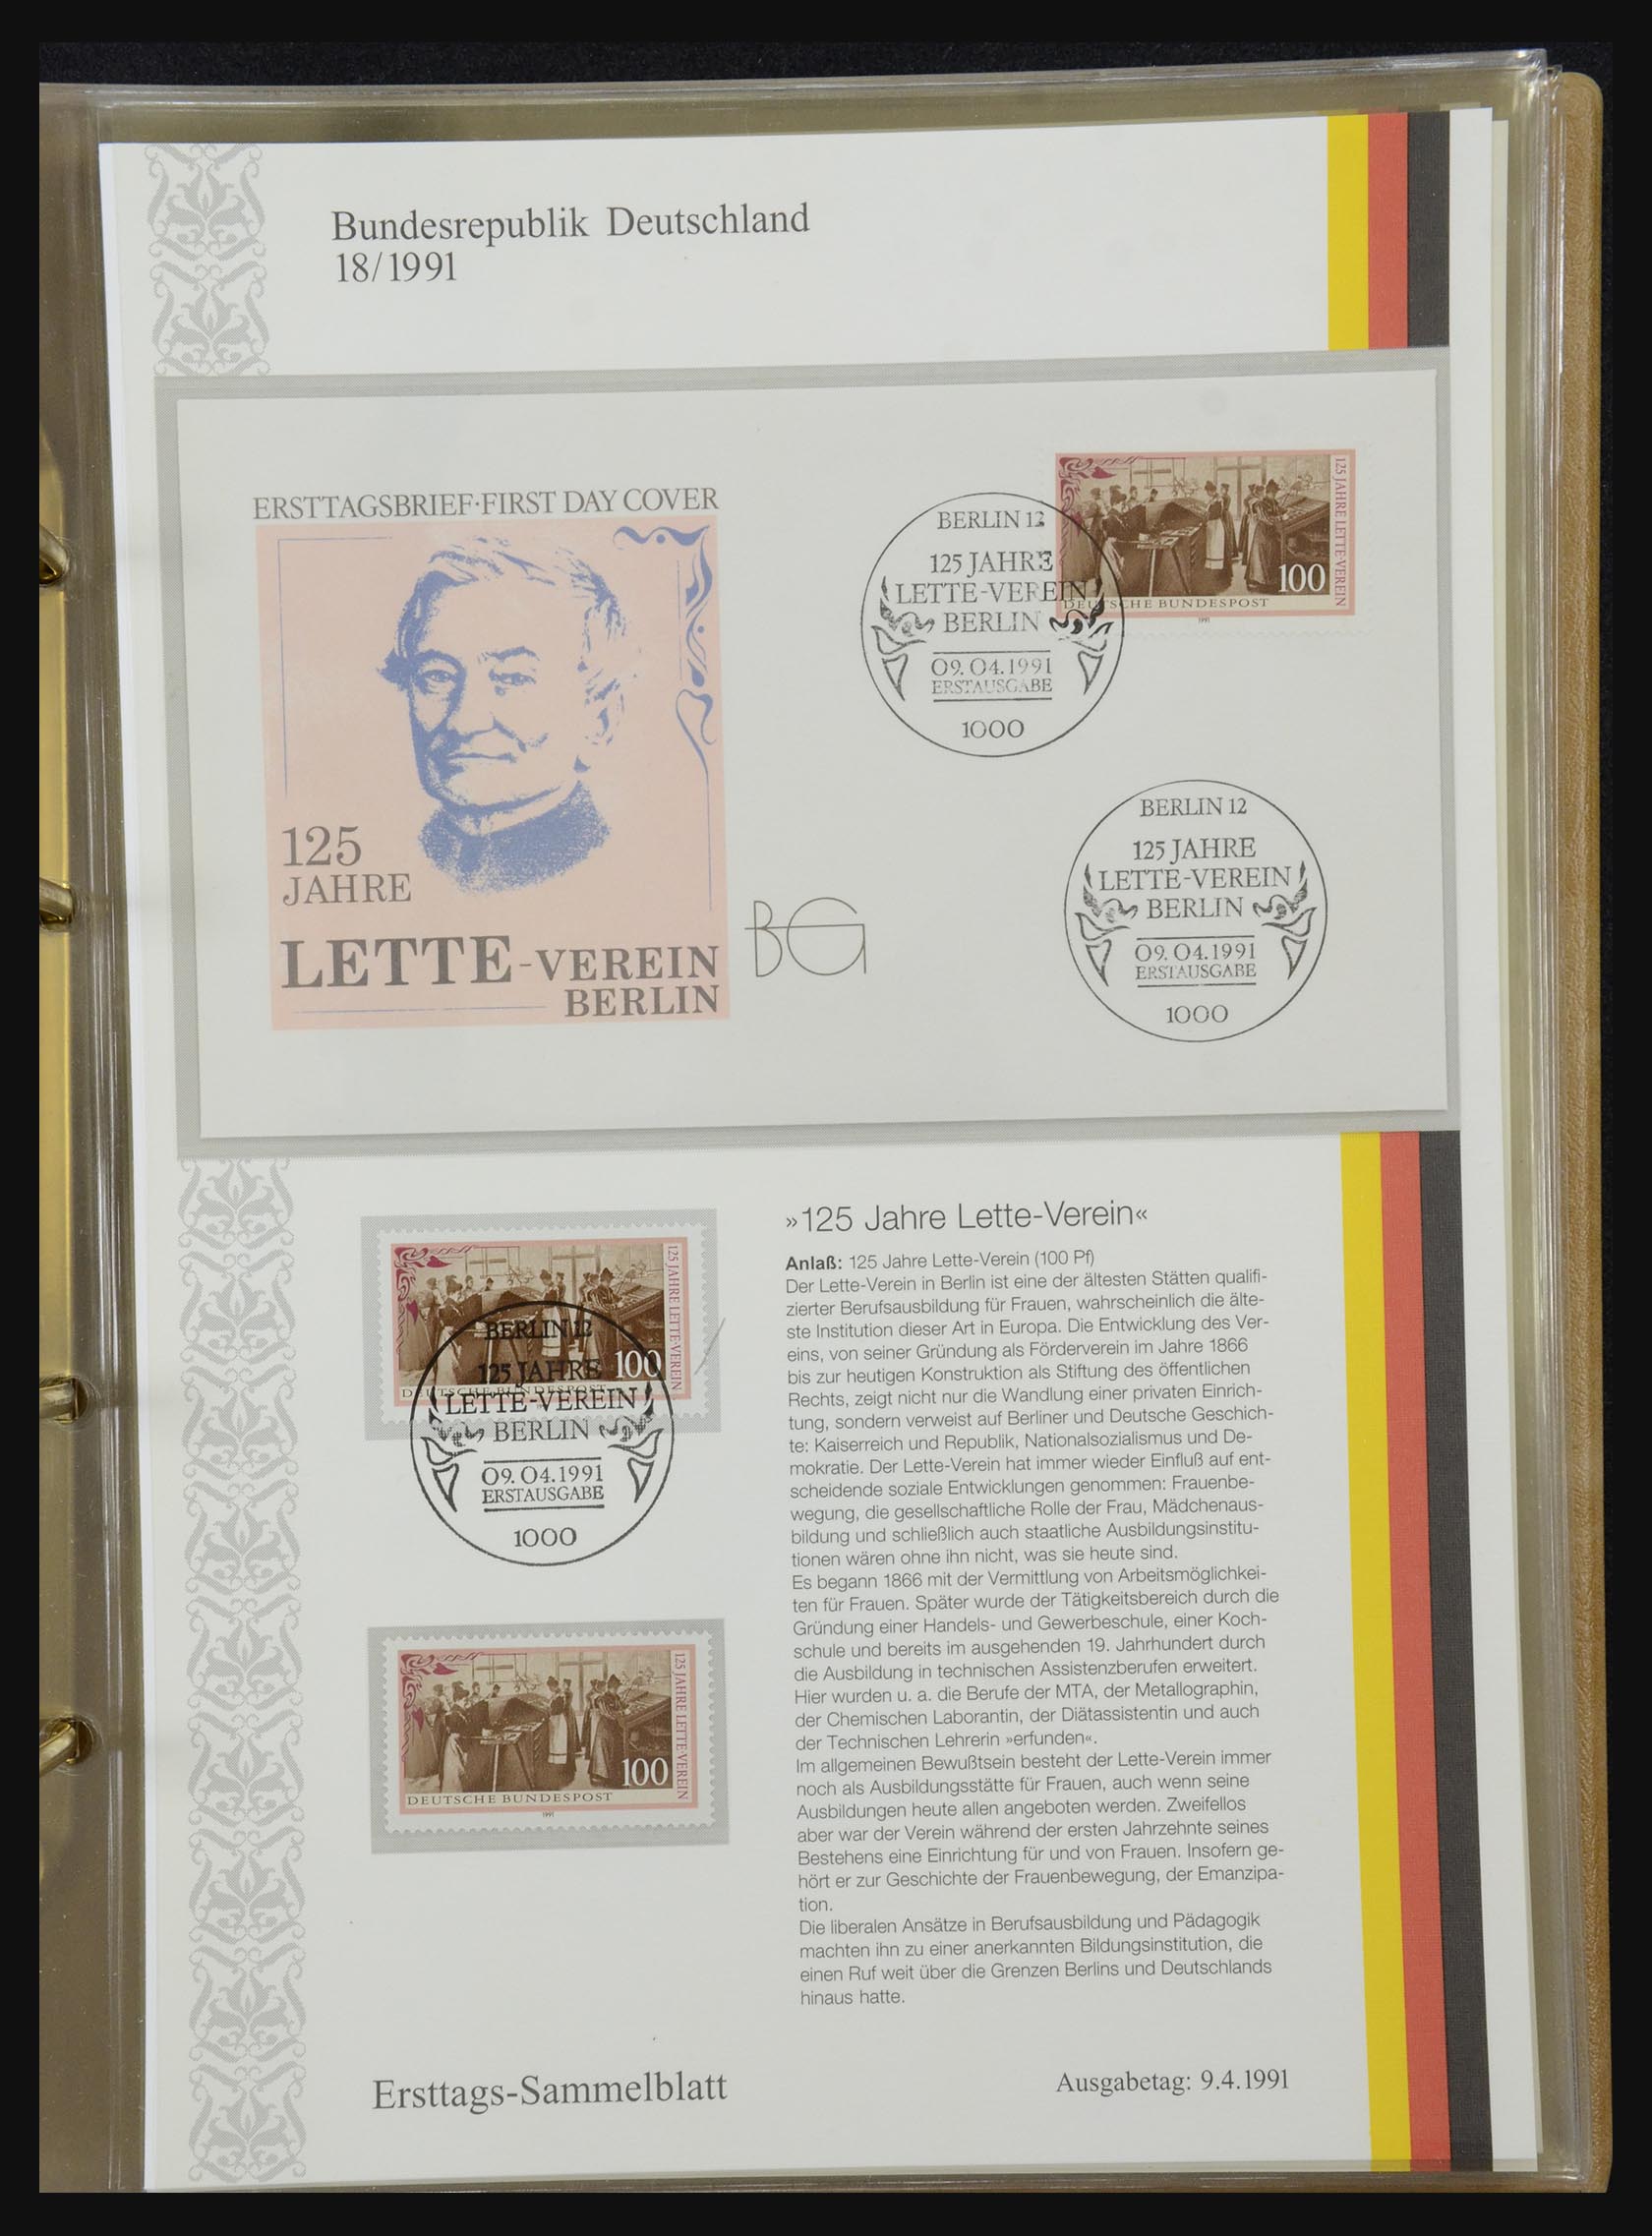 Bundesrepublik Deutschland
18/1991
ERSTTAGSBRIEF·FIRST DAY COVER
125
JAHRE
LETTE-VEREIN
BERLIN
BG
125 JAHRE LETTE-VEREIN
100
DEUTSCHE BUNDESPOST
1991
BERLIN 12
125 JAHRE
LETTE-VEREIN
BERLIN
09.04.1991
ERSTAUSGABE
1000
BERLIN 12
125 JAHRE
LETTE-VEREIN
BERLIN
09.04.1991
ERSTAUSGABE
1000
125 JAHRE LETTE-VEREIN
100
DEUTSCHE BUNDESPOST
BERLIN 12
125 JAHRE
LETTE-VEREIN
BERLIN
09.04.1991
ERSTAUSGABE
1000
125 JAHRE LETTE-VEREIN
100
DEUTSCHE BUNDESPOST
1991
»125 Jahre Lette-Verein«
Anlaß: 125 Jahre Lette-Verein (100 Pf)
Der Lette-Verein in Berlin ist eine der ältesten Stätten qualifi-
zierter Berufsausbildung für Frauen, wahrscheinlich die älte-
ste Institution dieser Art in Europa. Die Entwicklung des Ver-
eins, von seiner Gründung als Förderverein im Jahre 1866
bis zur heutigen Konstruktion als Stiftung des öffentlichen
Rechts, zeigt nicht nur die Wandlung einer privaten Einrich-
tung, sondern verweist auf Berliner und Deutsche Geschich-
te: Kaiserreich und Republik, Nationalsozialismus und De-
mokratie. Der Lette-Verein hat immer wieder Einfluß auf ent-
scheidende soziale Entwicklungen genommen: Frauenbe-
wegung, die gesellschaftliche Rolle der Frau, Mädchenaus-
bildung und schließlich auch staatliche Ausbildungsinstitu-
tionen wären ohne ihn nicht, was sie heute sind.
Es begann 1866 mit der Vermittlung von Arbeitsmöglichkei-
ten für Frauen. Später wurde der Tätigkeitsbereich durch die
Gründung einer Handels- und Gewerbeschule, einer Koch-
schule und bereits im ausgehenden 19. Jahrhundert durch
die Ausbildung in technischen Assistenzberufen erweitert.
Hier wurden u. a. die Berufe der MTA, der Metallographin,
der Chemischen Laborantin, der Diätassistentin und auch
der Technischen Lehrerin »erfunden«.
Im allgemeinen Bewußtsein besteht der Lette-Verein immer
noch als Ausbildungsstätte für Frauen, auch wenn seine
Ausbildungen heute allen angeboten werden. Zweifellos
aber war der Verein während der ersten Jahrzehnte seines
Bestehens eine Einrichtung für und von Frauen. Insofern ge-
hört er zur Geschichte der Frauenbewegung, der Emanzipa-
tion.
Die liberalen Ansätze in Berufsausbildung und Pädagogik
machten ihn zu einer anerkannten Bildungsinstitution, die
einen Ruf weit über die Grenzen Berlins und Deutschlands
hinaus hatte.
Ersttags-Sammelblatt
Ausgabetag: 9.4.1991